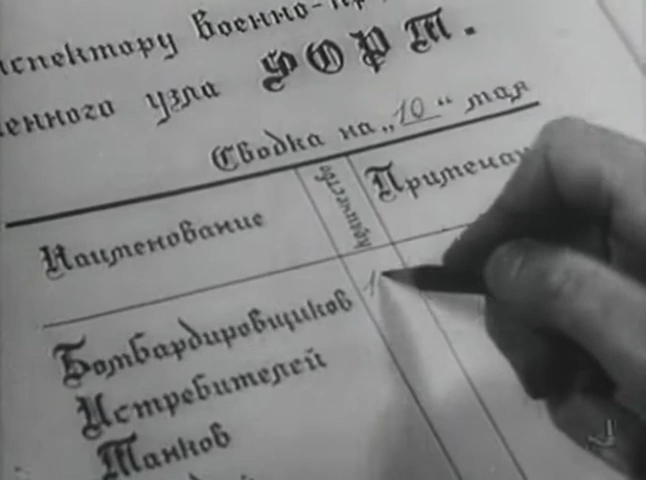 спектору Военно-
енного узла ФОРТ.
Сводка на „10“ мая
Наименование количество Примечан
Бомбардировщиков 1
Истребителей
Танков